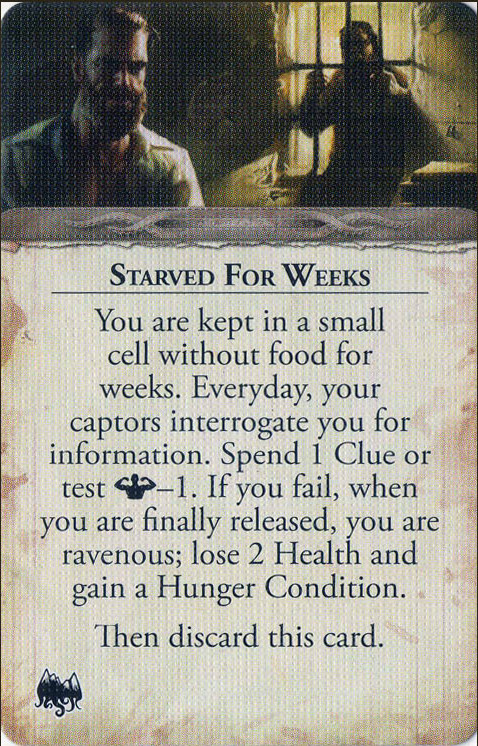 STARVED FOR WEEKS
You are kept in a small
cell without food for
weeks. Everyday, your
captors interrogate you for
information. Spend 1 Clue or
test –1. If you fail, when
you are finally released, you are
ravenous; lose 2 Health and
gain a Hunger Condition.
Then discard this card.